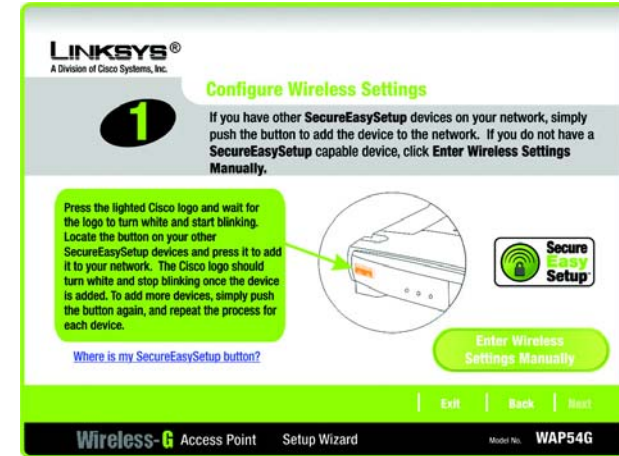 LINKSYS®
A Division of Cisco Systems, Inc.
Configure Wireless Settings
1
If you have other SecureEasySetup devices on your network, simply
push the button to add the device to the network. If you do not have a
SecureEasySetup capable device, click Enter Wireless Settings
Manually.
Press the lighted Cisco logo and wait for
the logo to turn white and start blinking.
Locate the button on your other
SecureEasySetup devices and press it to add
it to your network. The Cisco logo should
turn white and stop blinking once the device
is added. To add more devices, simply push
the button again, and repeat the process for
each device.
Where is my SecureEasySetup button?
Secure
Easy
Setup
Enter Wireless
Settings Manually
Exit
Back
Next
Wireless-G Access Point Setup Wizard Model No. WAP54G